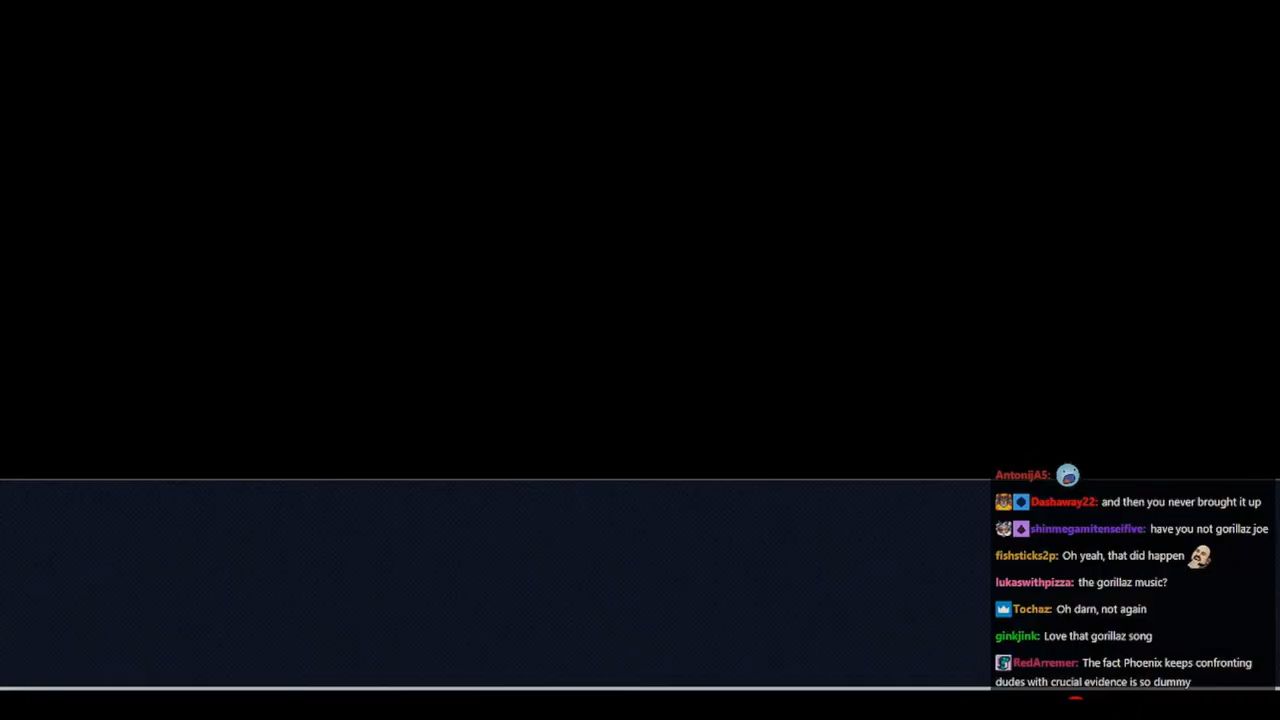 AntonijA5:
Dashaway22: and then you never brought it up
shinmegamitenseifive: have you not gorillaz joe
fishsticks2p: Oh yeah, that did happen
lukaswithpizza: the gorillaz music?
Tochaz: Oh darn, not again
ginkjink: Love that gorillaz song
RedArremer: The fact Phoenix keeps confronting
dudes with crucial evidence is so dummy